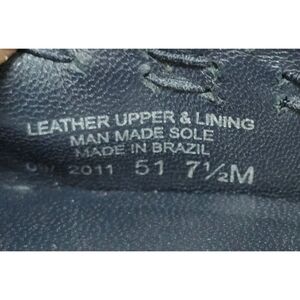 LEATHER UPPER & LINING
MAN MADE SOLE
MADE IN BRAZIL
2011 51 7½M